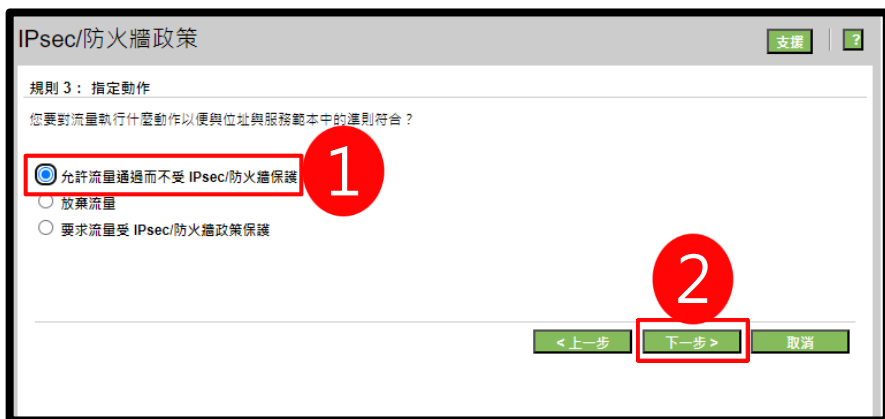 IPsec/防火牆政策
支援
?
規則 3： 指定動作
您要對流量執行什麼動作以便與位址與服務範本中的準則符合？
允許流量通過而不受 IPsec/防火牆保護
1
放棄流量
要求流量受 IPsec/防火牆政策保護
2
<上一步
下一步>
取消